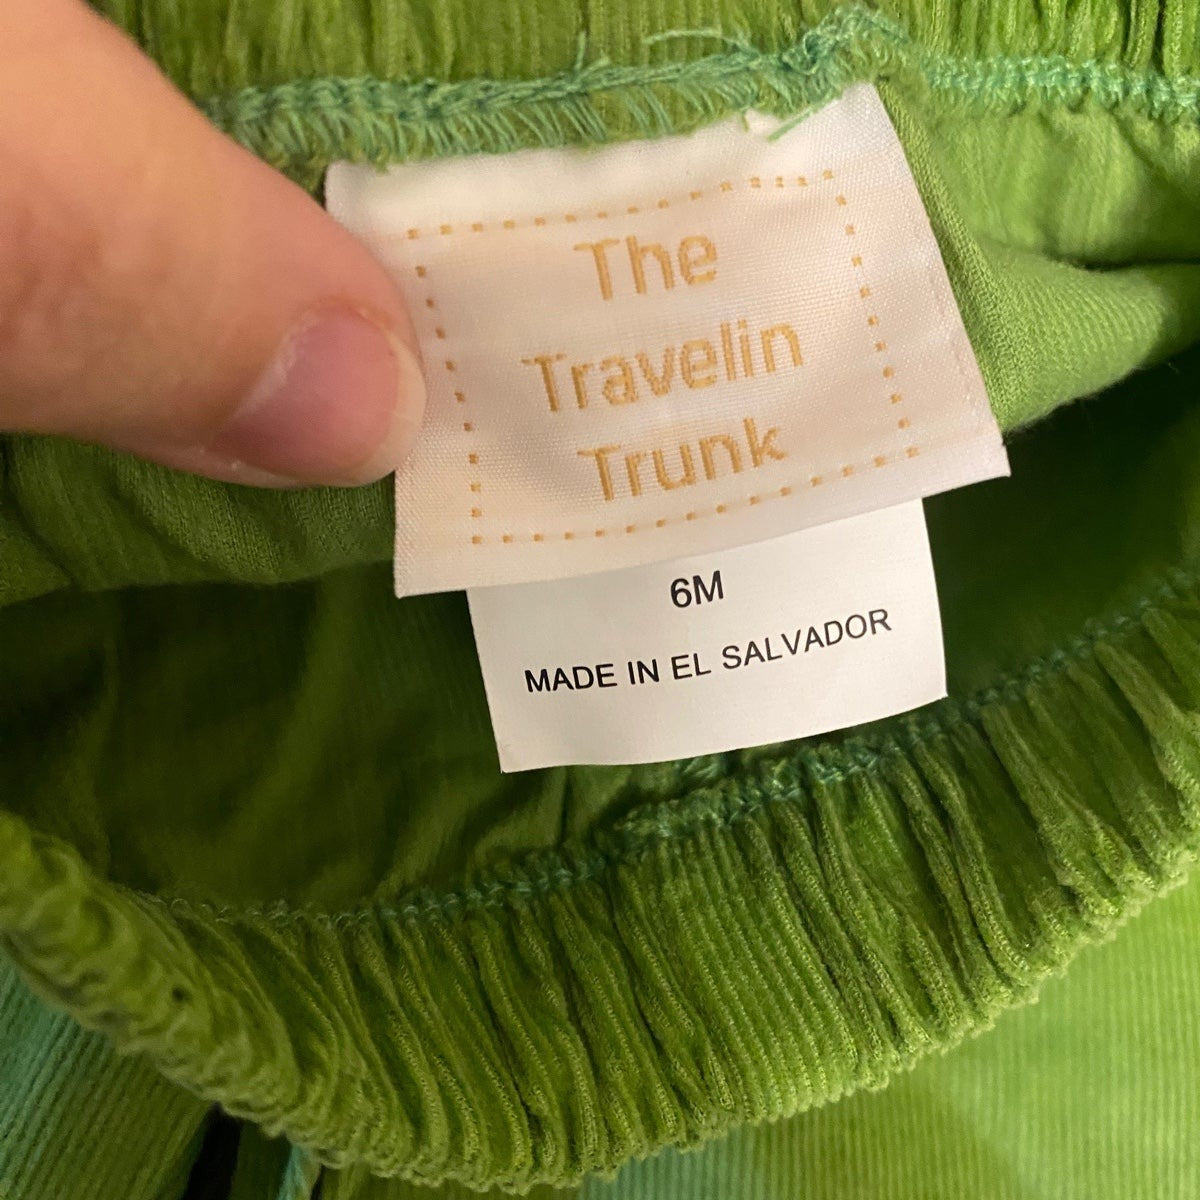 The
Travelin
Trunk
6M
MADE IN EL SALVADOR